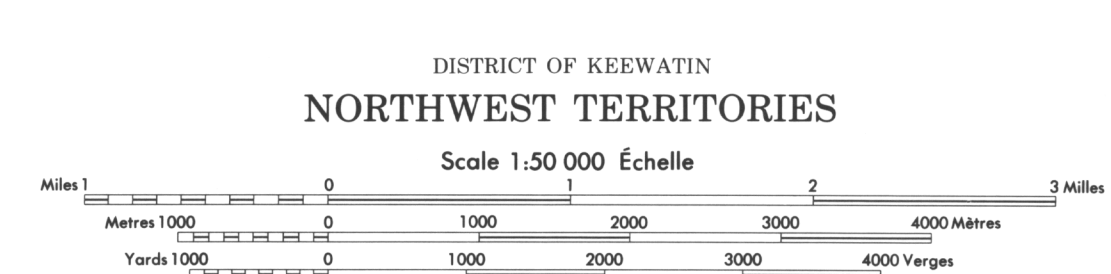 DISTRICT OF KEEWATIN
NORTHWEST TERRITORIES
Scale 1:50 000 Échelle
Miles 1 0 1 2 3 Milles
Metres 1000 0 1000 2000 3000 4000 Mètres
Yards 1000 0 1000 2000 3000 4000 Verges